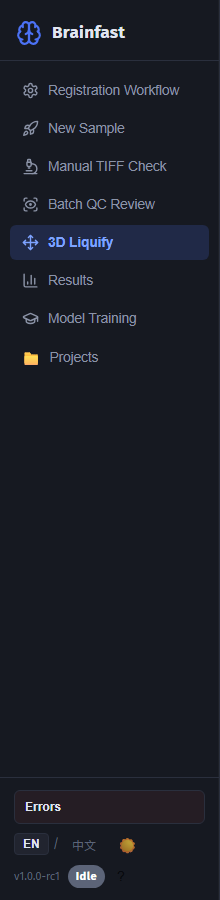 Brainfast
Registration Workflow
New Sample
Manual TIFF Check
Batch QC Review
3D Liquify
Results
Model Training
Projects
Errors
EN / 中文
v1.0.0-rc1 Idle ?